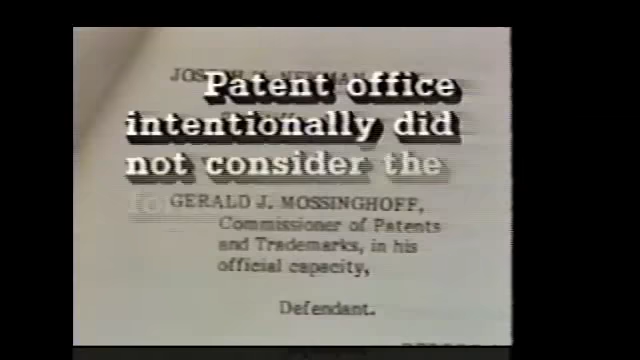 Patent office
intentionally did
not consider the
GERALD J. MOSSINGHOFF,
Commissioner of Patents
and Trademarks, in his
official capacity,
Defendant.